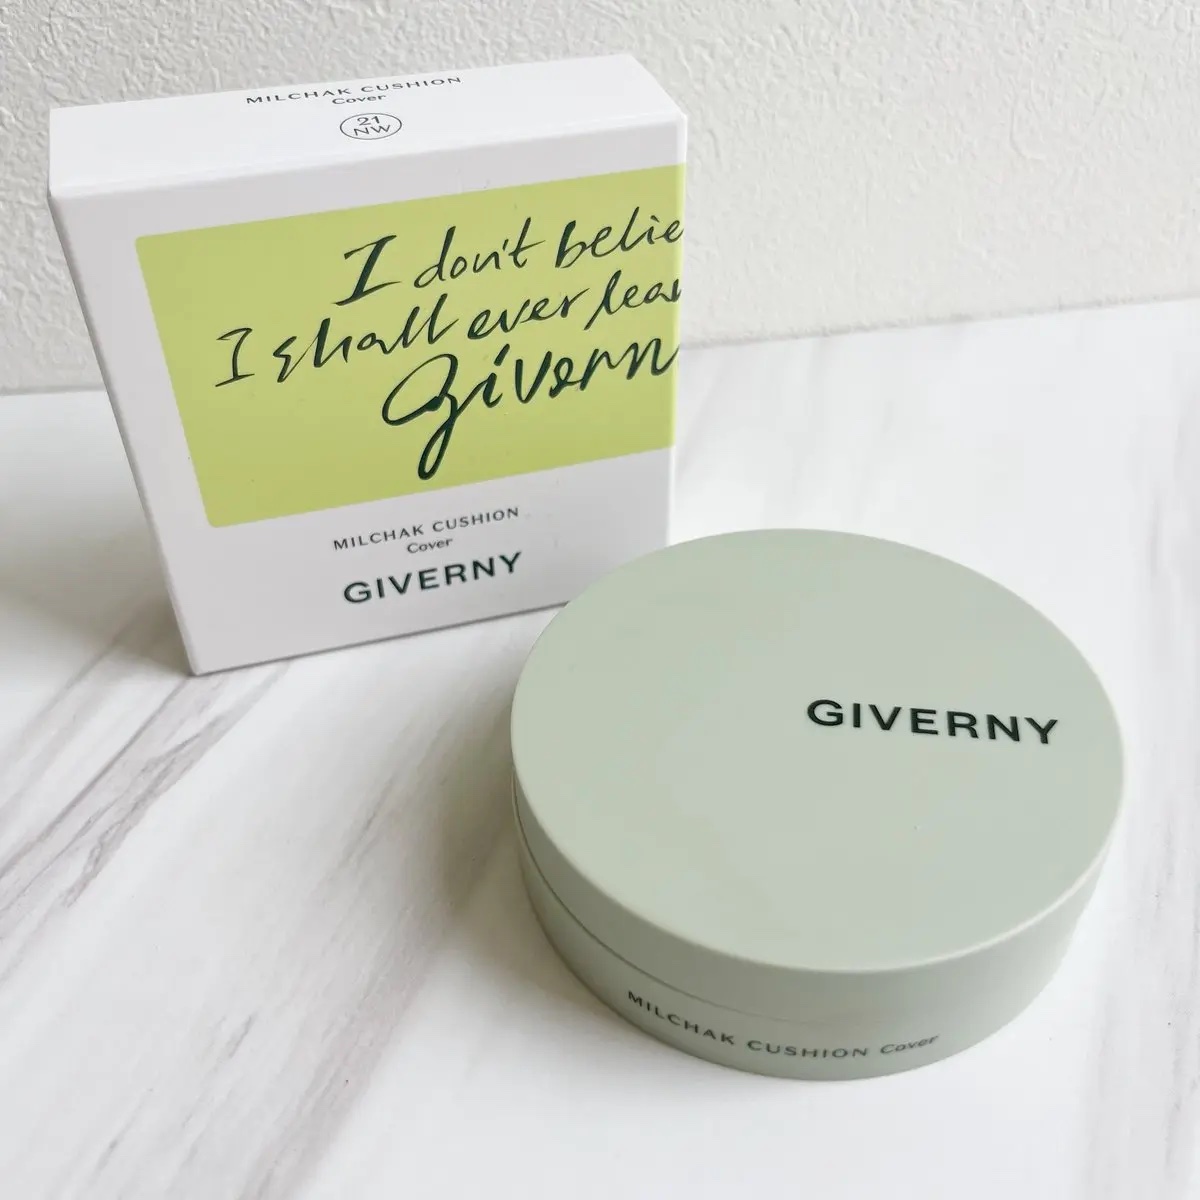 MILCHAK CUSHION
Cover
21
NW
I don't belie
I shall ever leav
Givern
MILCHAK CUSHION
Cover
GIVERNY
GIVERNY
MILCHAK CUSHION Cover